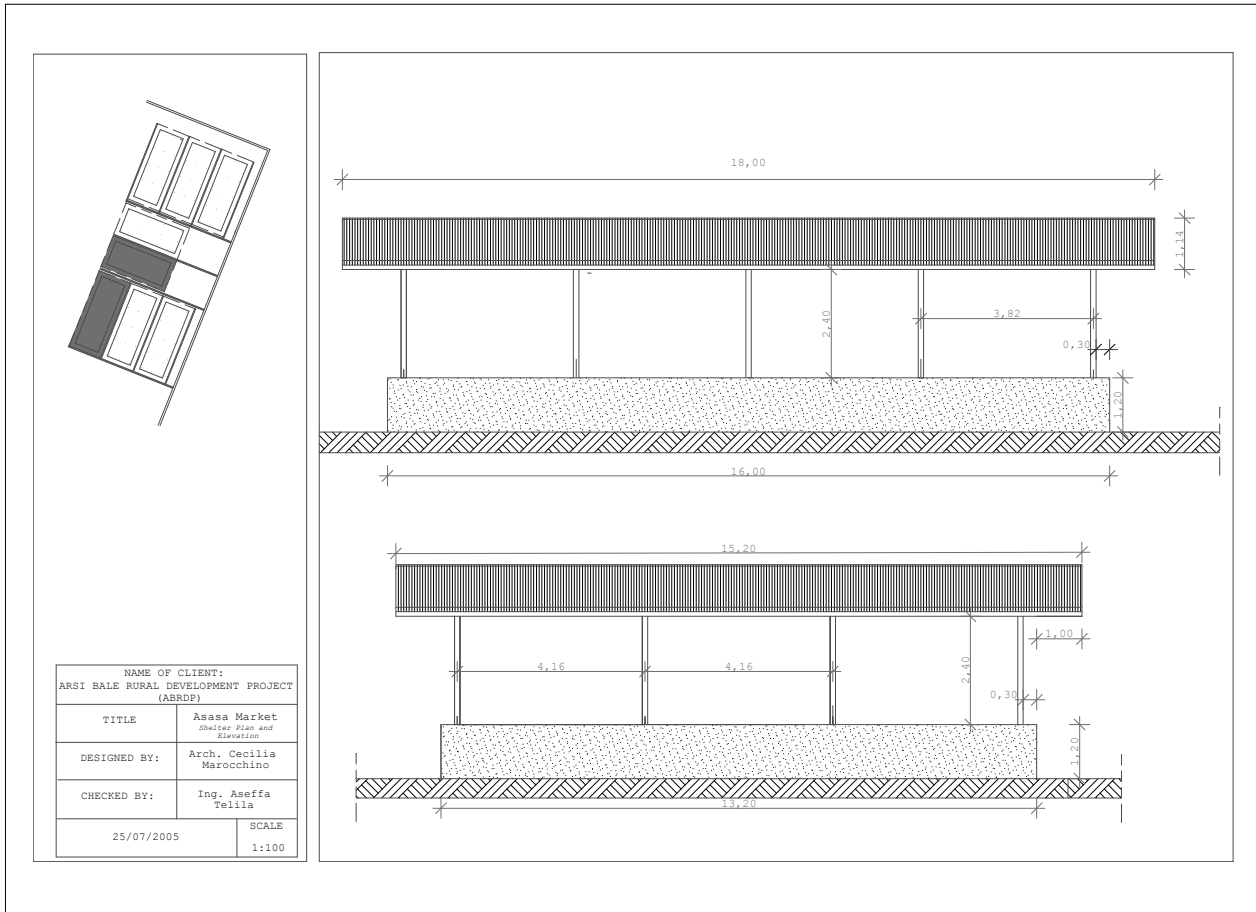 18,00
1,14
2,40
3,82
0,30
1,20
16,00
15,20
4,16
4,16
2,40
1,00
0,30
1,20
13,20
NAME OF CLIENT:
ARSI BALE RURAL DEVELOPMENT PROJECT
(ABRDP)
TITLE
Asasa Market
Shelter Plan and
Elevation
DESIGNED BY:
Arch. Cecilia
Marocchino
CHECKED BY:
Ing. Aseffa
Telila
25/07/2005
SCALE
1:100